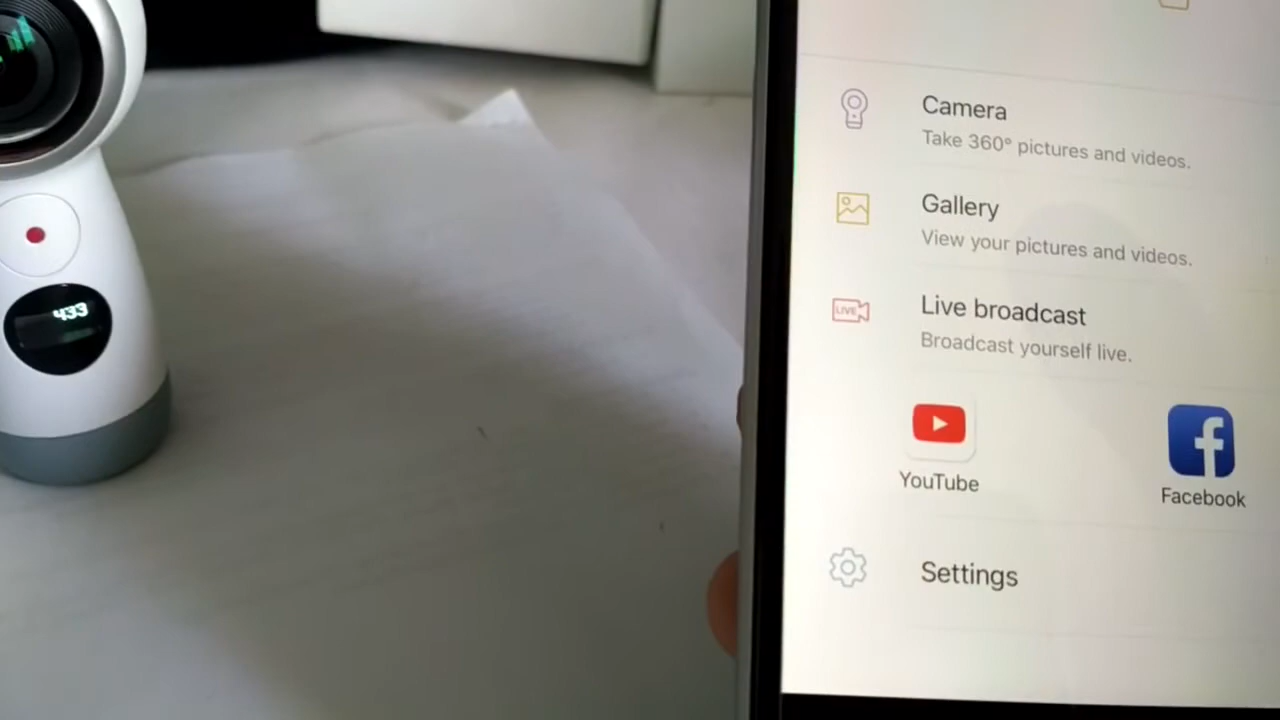 433
Camera
Take 360° pictures and videos.
Gallery
View your pictures and videos.
LIVE
Live broadcast
Broadcast yourself live.
YouTube
Facebook
Settings